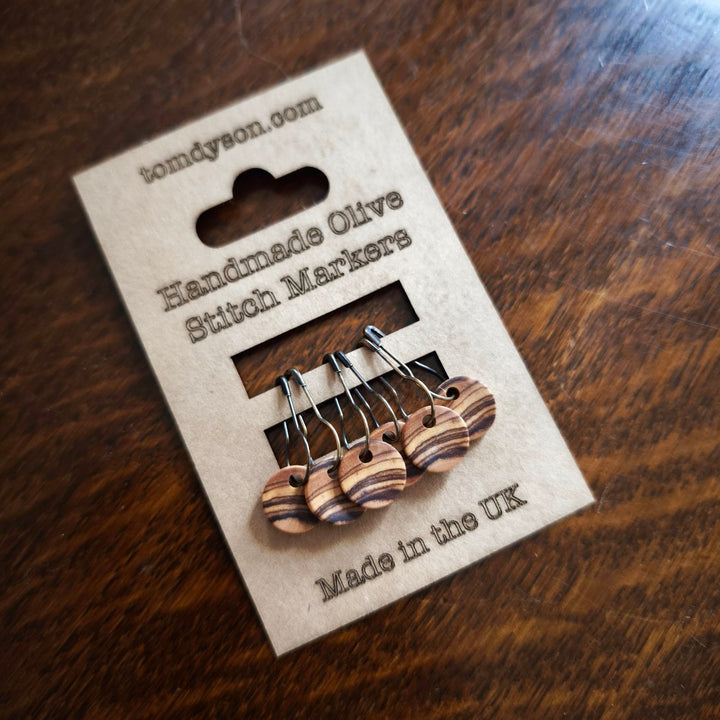 tomdyson.com
Handmade Olive
Stitch Markers
Made in the UK